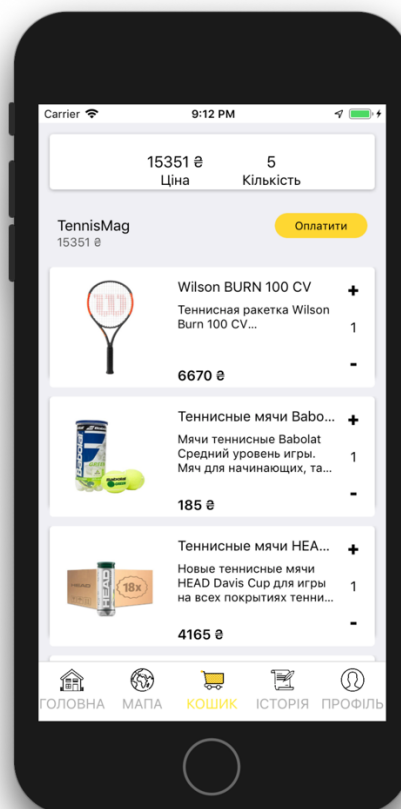 Carrier 9:12 PM
15351 ₴ 5
Ціна Кількість
TennisMag
15351 ₴
Оплатити
Wilson BURN 100 CV +
Теннисная ракетка Wilson
Burn 100 CV...
1
-
6670 ₴
Теннисные мячи Babo... +
Мячи теннисные Babolat
Средний уровень игры.
Мяч для начинающих, та...
1
-
185 ₴
Babolat
Теннисные мячи HEA... +
Новые теннисные мячи
HEAD Davis Cup для игры
на всех покрытиях тенни...
1
-
4165 ₴
HEAD
18x
ГОЛОВНА МАПА КОШИК ІСТОРІЯ ПРОФІЛЬ